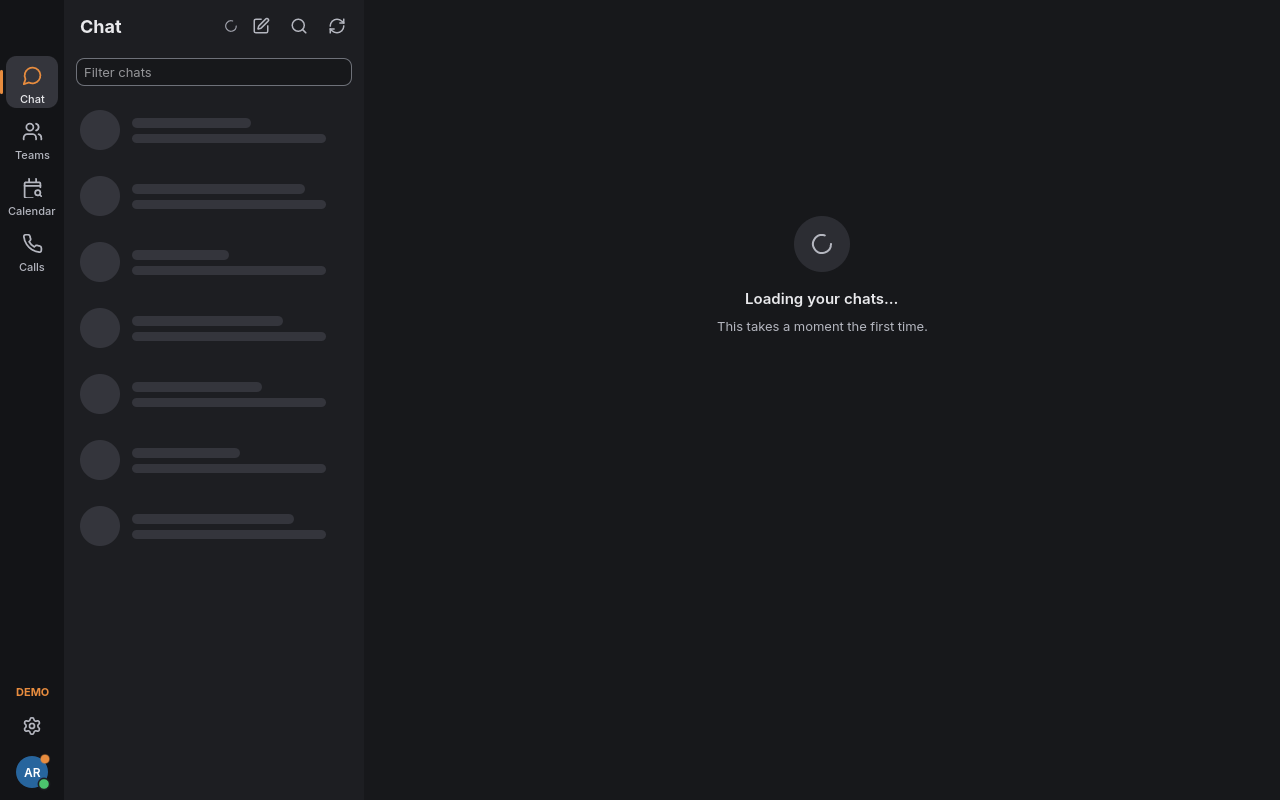 Chat
Filter chats
Chat
Teams
Calendar
Calls
Loading your chats...
This takes a moment the first time.
DEMO
AR